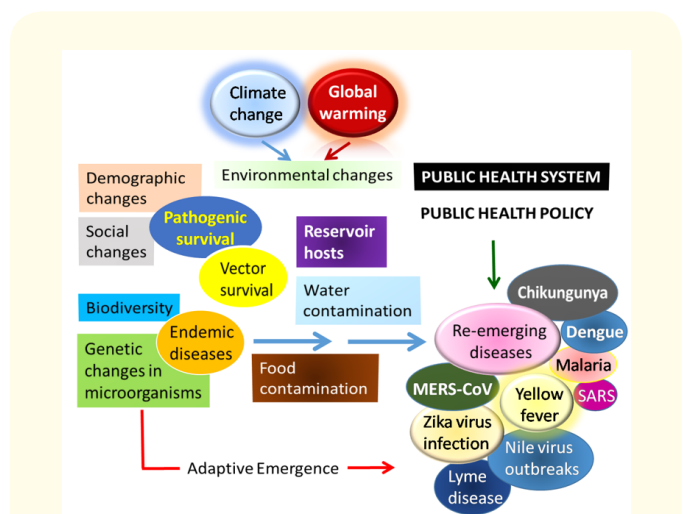 Climate
change
Global
warming
Environmental changes
Demographic
changes
PUBLIC HEALTH SYSTEM
PUBLIC HEALTH POLICY
Pathogenic
survival
Social
changes
Reservoir
hosts
Vector
survival
Water
contamination
Biodiversity
Endemic
diseases
Genetic
changes in
microorganisms
Food
contamination
Chikungunya
Re-emerging
diseases
Dengue
Malaria
MERS-CoV
SARS
Yellow
fever
Zika virus
infection
Nile virus
outbreaks
Lyme
disease
Adaptive Emergence